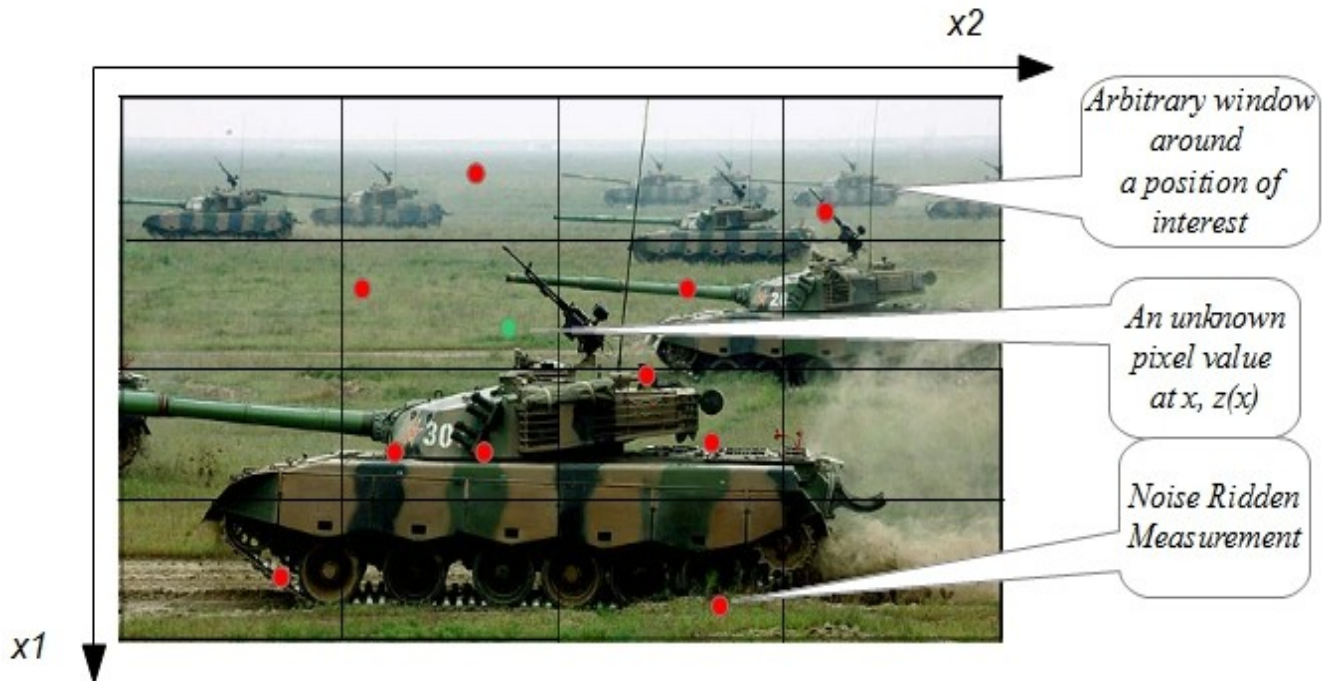 x2
Arbitrary window
around
a position of
interest
An unknown
pixel value
at x, z(x)
30
Noise Ridden
Measurement
x1